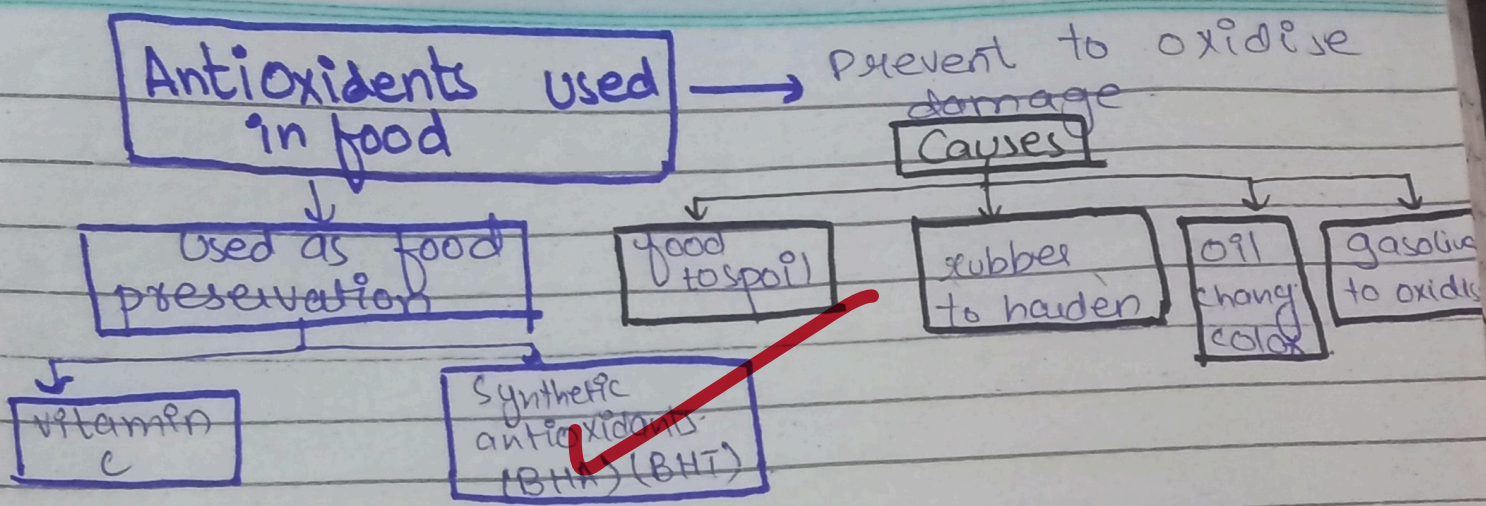 Antioxidents used
in food
prevent to oxidise
damage
Causes
used as food
preservation
food
to spoil
rubber
to harden
oil
chang
color
gasoline
to oxidis
vitamin
C
Synthetic
antioxidants
(BHA) (BHT)